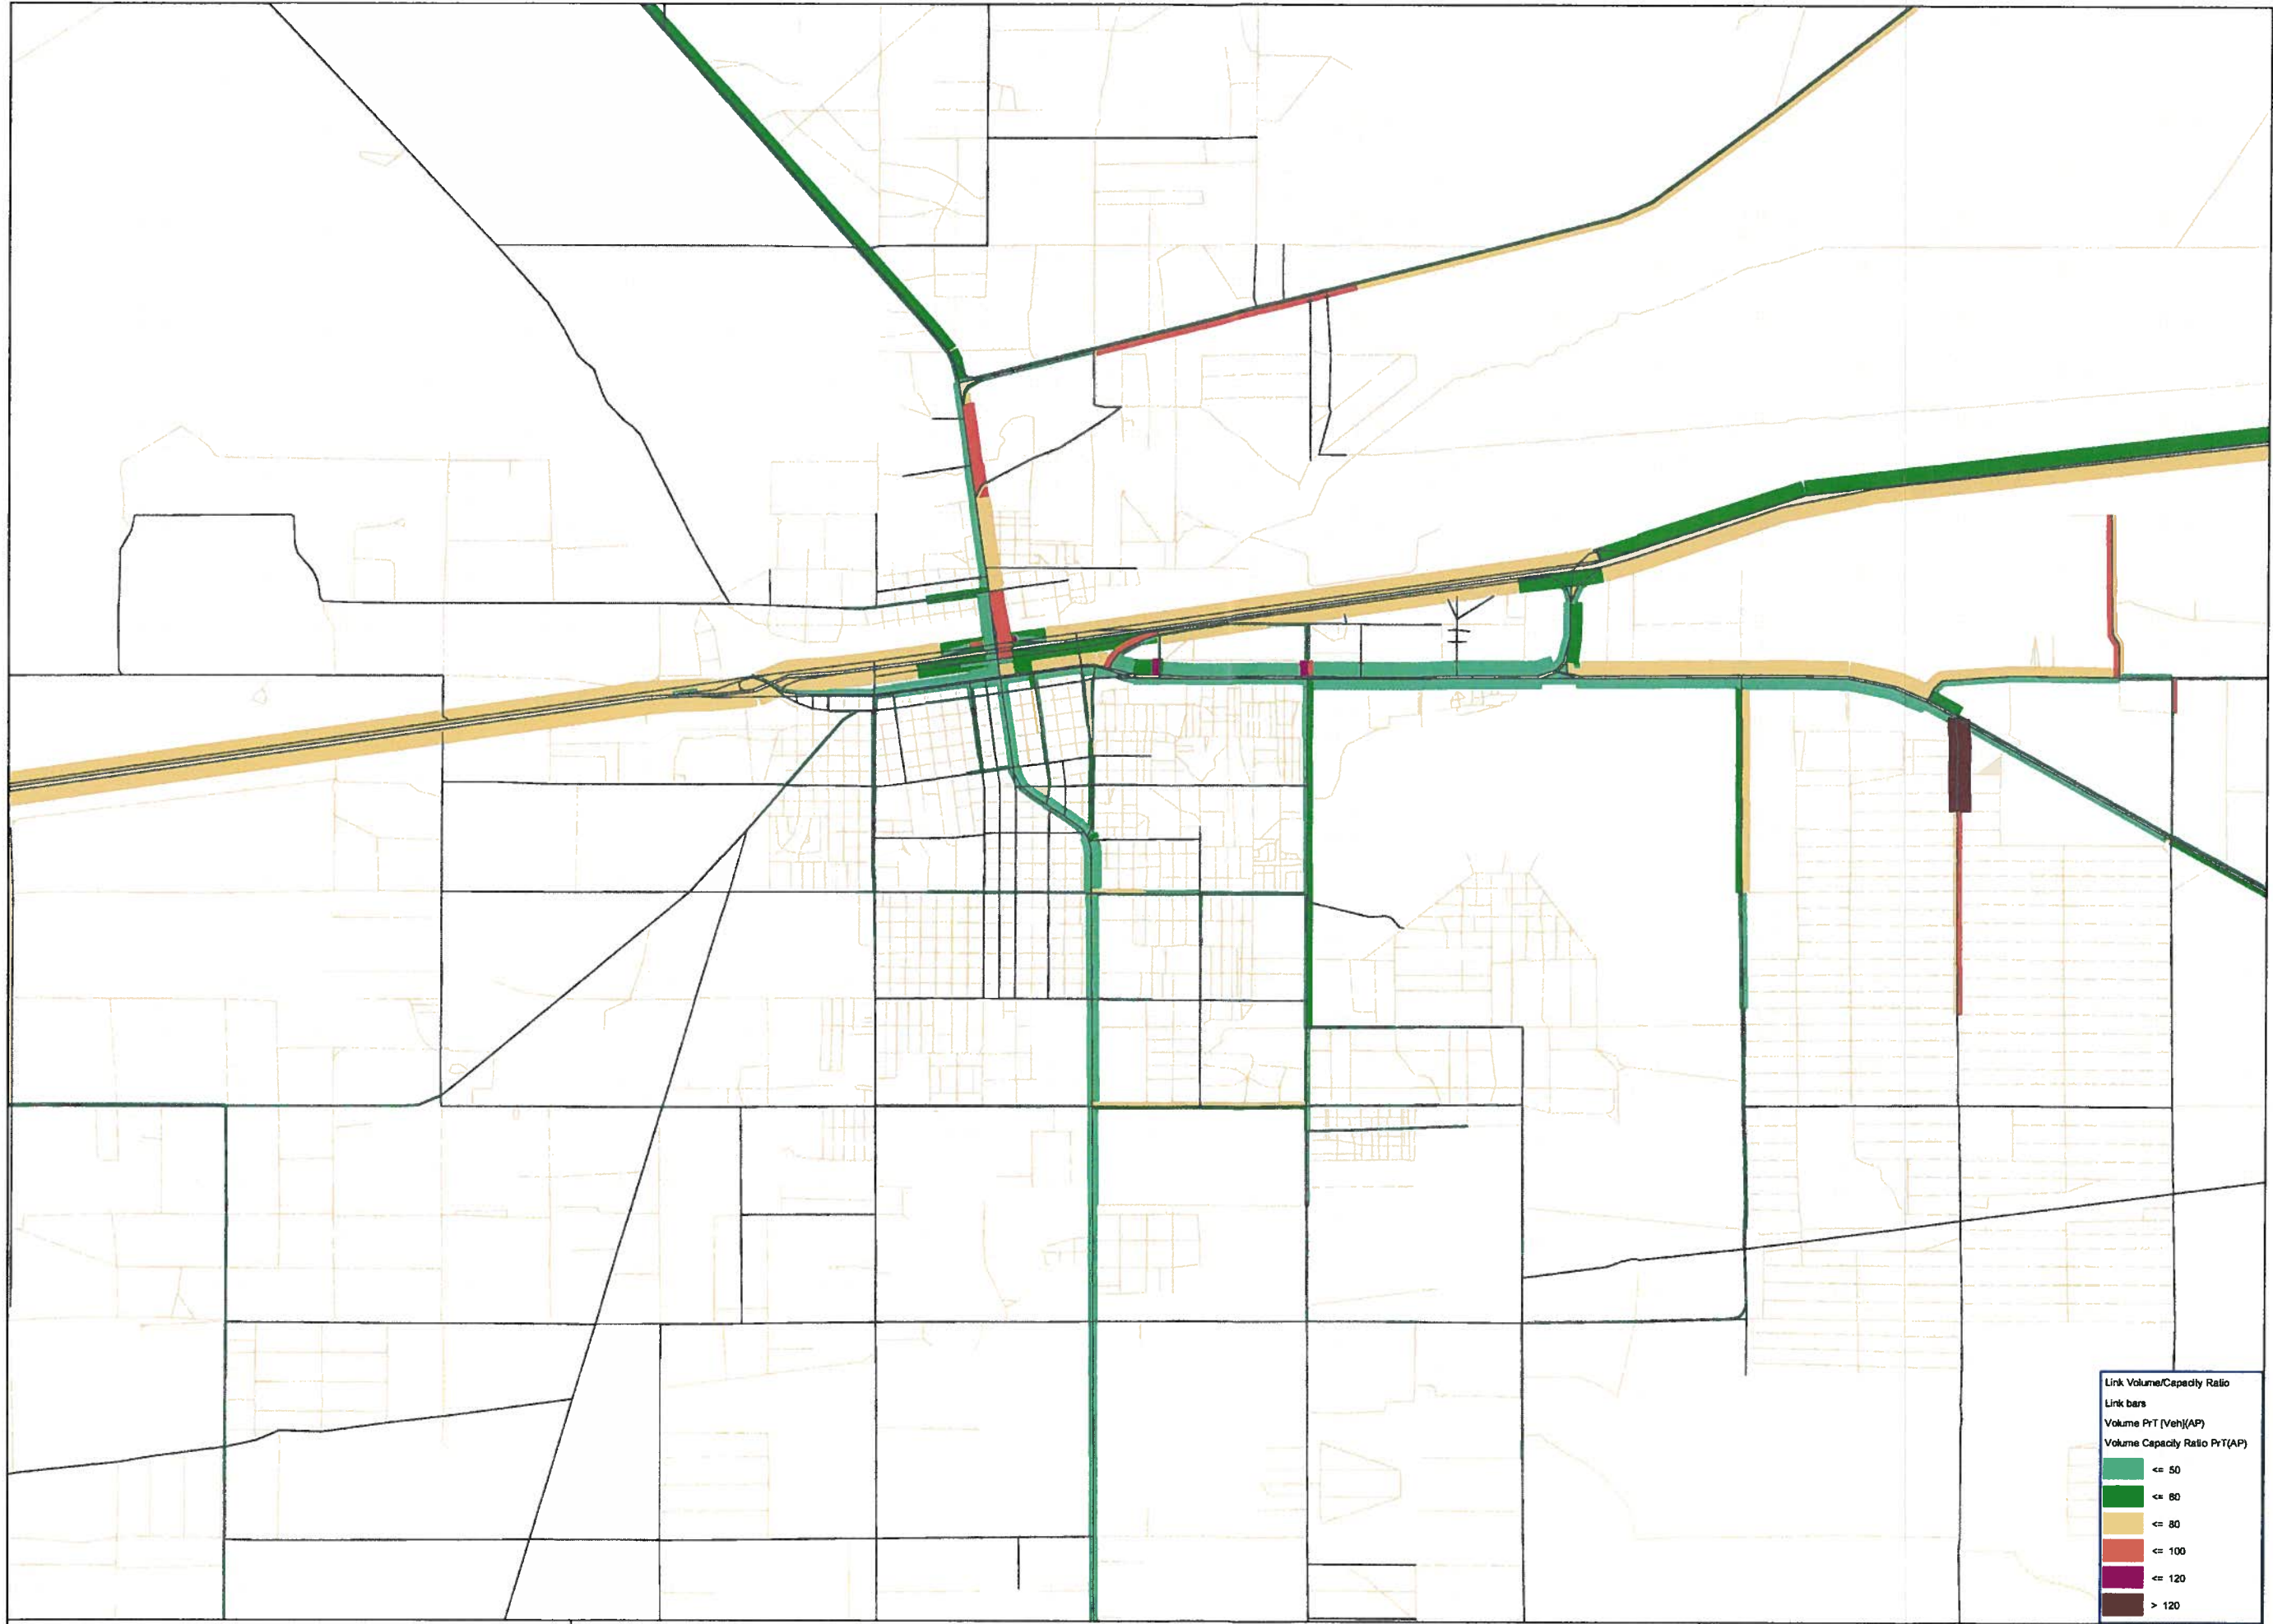 Link Volume/Capacity Ratio
Link bars
Volume PrT [Veh](AP)
Volume Capacity Ratio PrT(AP)
<= 50
<= 60
<= 80
<= 100
<= 120
> 120